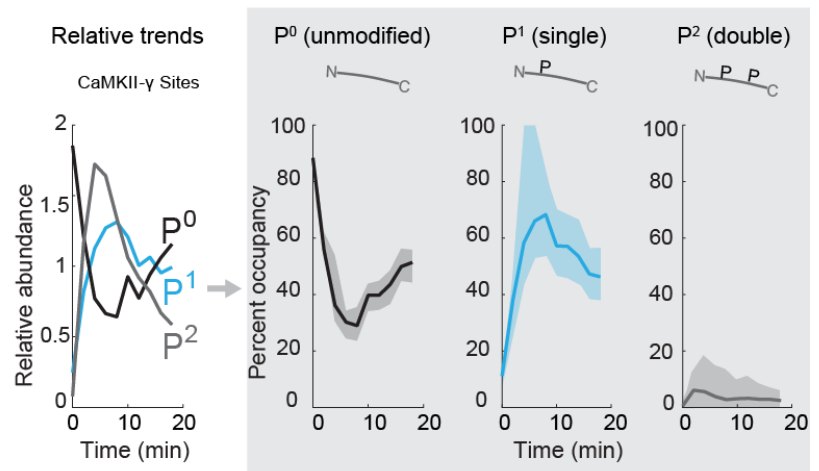 Relative trends
CaMKII-γ Sites
2
1.5
1
0.5
0
Relative abundance
P⁰
P¹
P²
0 10 20
Time (min)
P⁰ (unmodified)
N C
100
80
60
40
20
0
Percent occupancy
0 10 20
P¹ (single)
N P C
100
80
60
40
20
0
0 10 20
Time (min)
P² (double)
N P P C
100
80
60
40
20
0
0 10 20